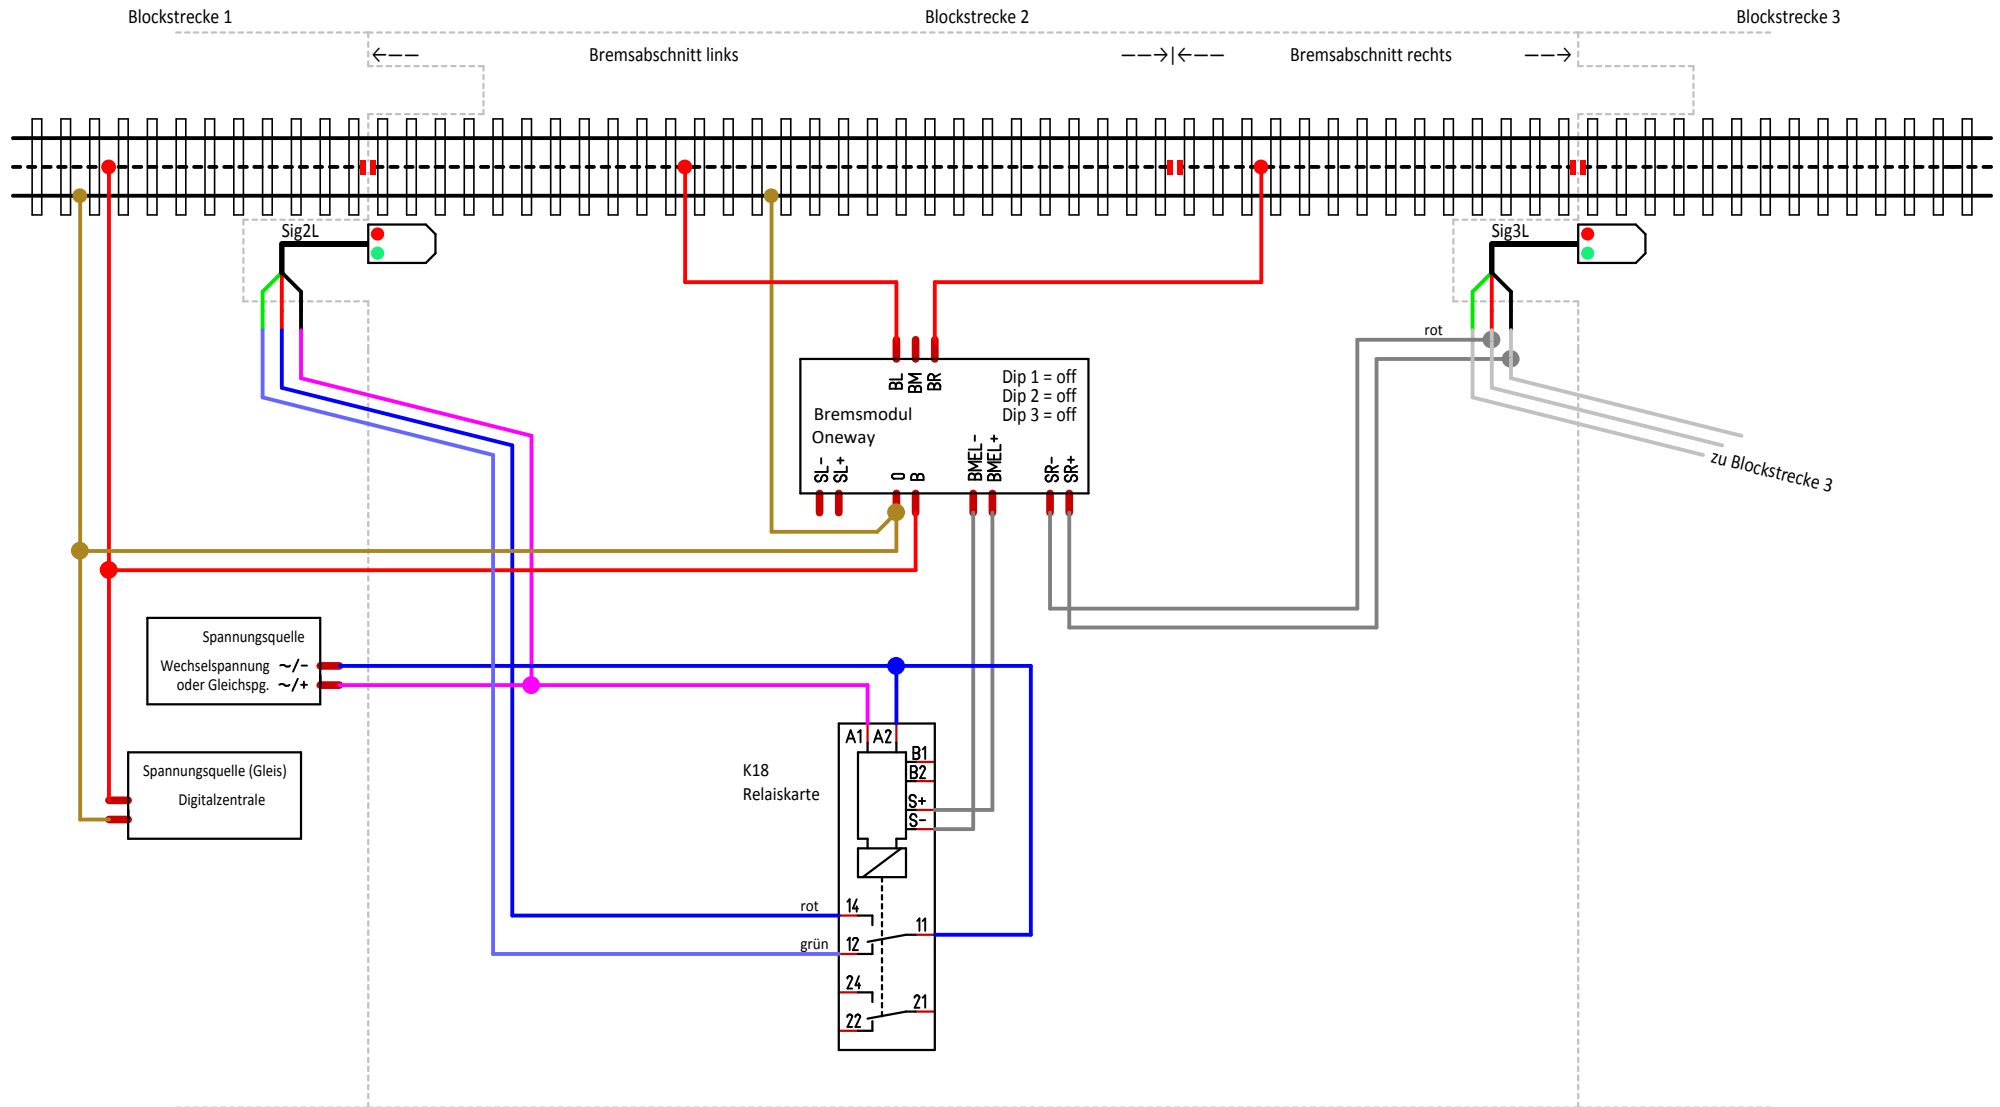 Blockstrecke 1
Blockstrecke 2
Blockstrecke 3
Bremsabschnitt links
Bremsabschnitt rechts
Sig2L
Sig3L
rot
BL
BM
BR
Dip 1 = off
Dip 2 = off
Dip 3 = off
Bremsmodul
Oneway
SL-
SL+
0
B
BMEL-
BMEL+
SR-
SR+
zu Blockstrecke 3
Spannungsquelle
Wechselspannung ~/-
oder Gleichspg. ~/+
Spannungsquelle (Gleis)
Digitalzentrale
K18
Relaiskarte
A1 A2
B1
B2
S+
S-
rot
14
11
grün
12
24
21
22